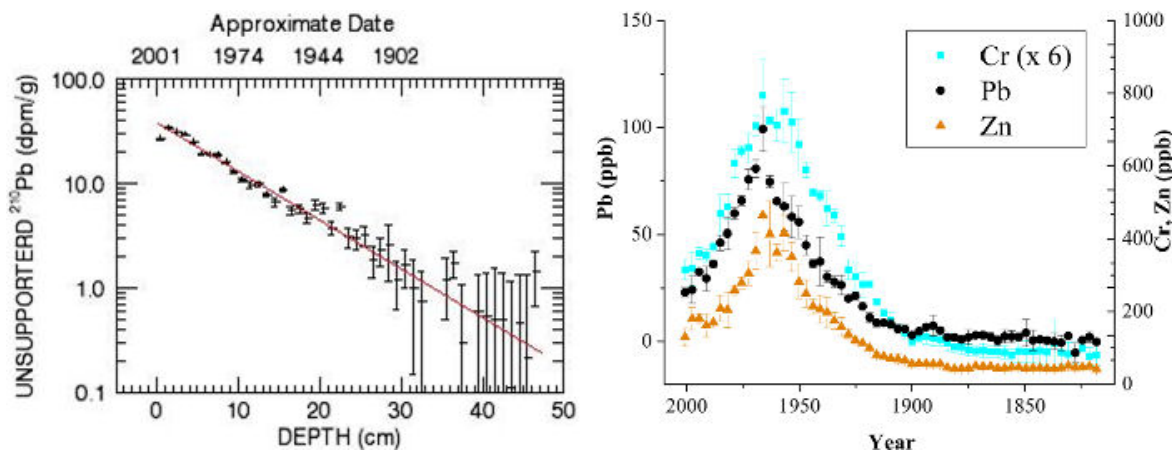 Approximate Date
2001 1974 1944 1902
100.0
10.0
1.0
0.1
UNSUPPORTERD ²¹⁰Pb (dpm/g)
0 10 20 30 40 50
DEPTH (cm)
150
100
50
0
Pb (ppb)
Cr (x 6)
Pb
Zn
1000
800
600
400
200
0
Cr, Zn (ppb)
2000 1950 1900 1850
Year